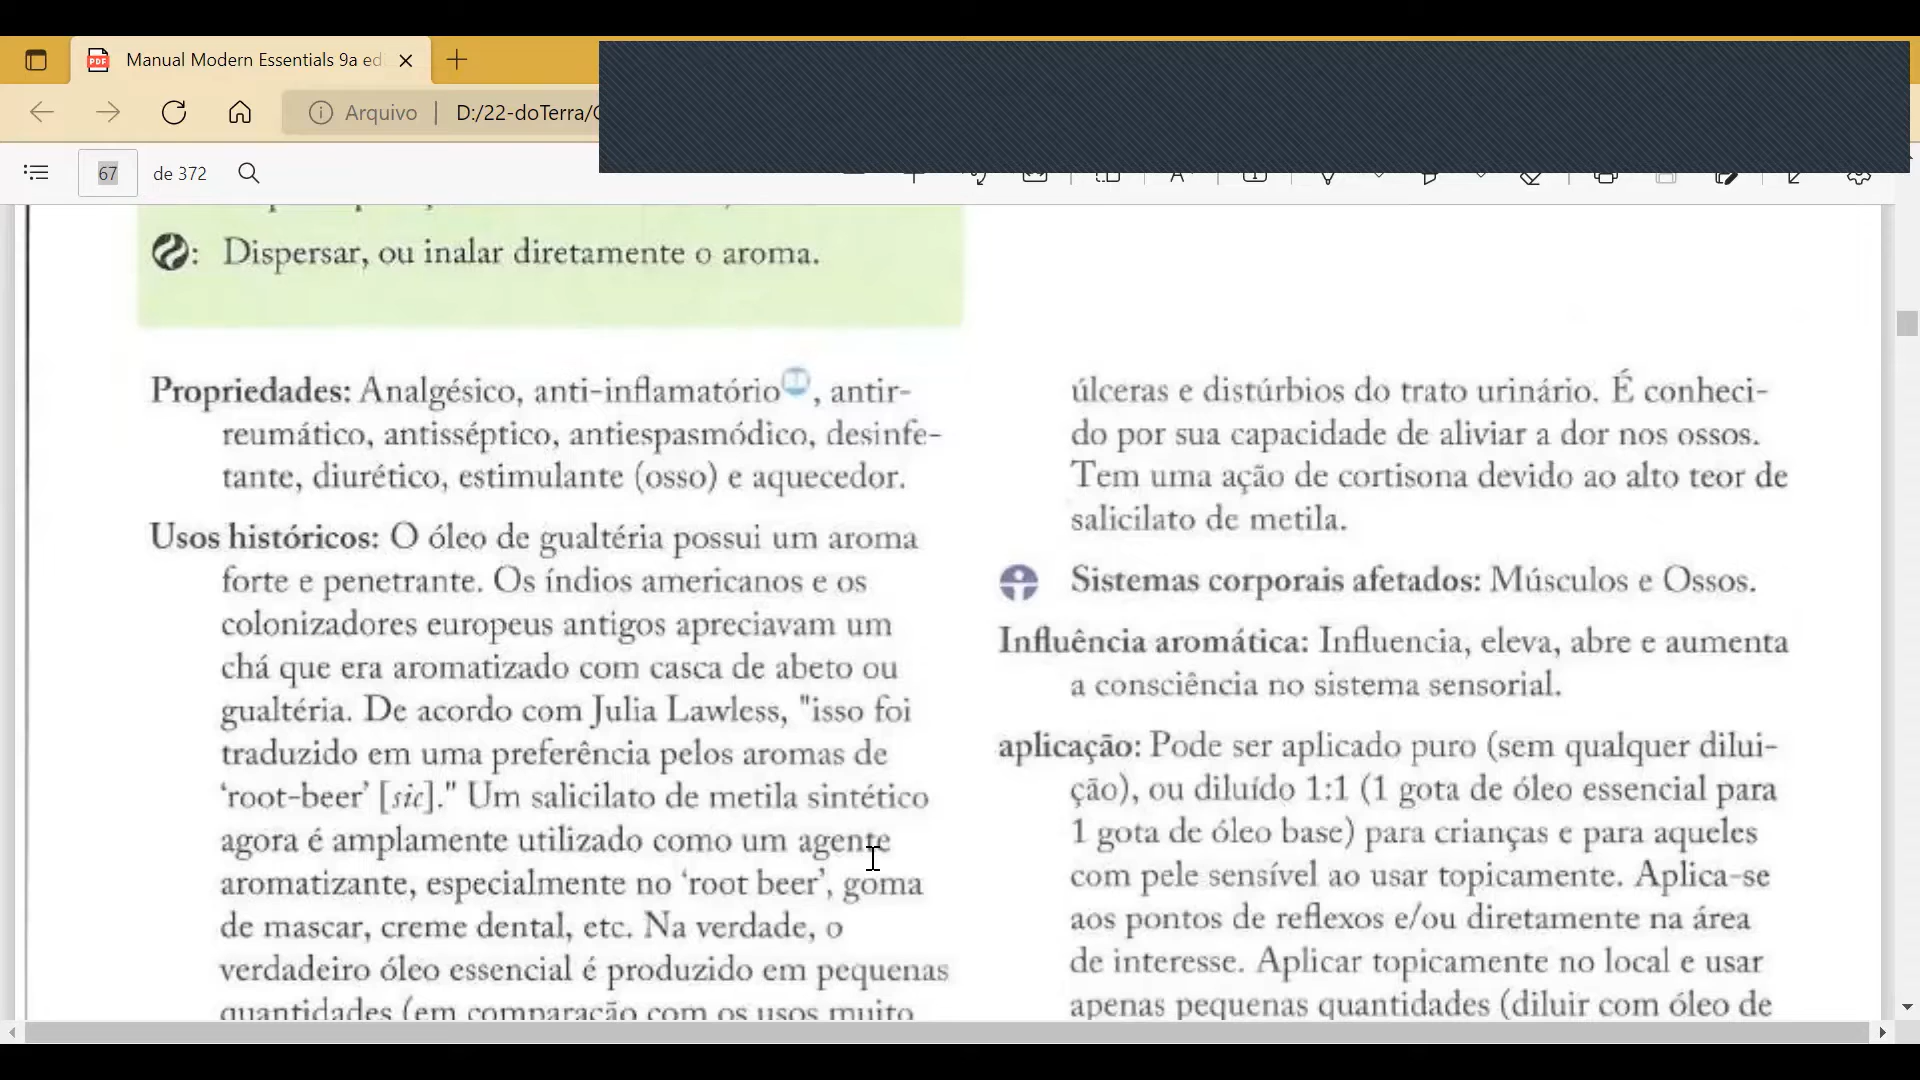 Manual Modern Essentials 9a ed
Arquivo
D:/22-doTerra/
67 de 372
Dispersar, ou inalar diretamente o aroma.
Propriedades: Analgésico, anti-inflamatório, antir-
reumático, antisséptico, antiespasmódico, desinfe-
tante, diurético, estimulante (osso) e aquecedor.
Usos históricos: O óleo de gualtéria possui um aroma
forte e penetrante. Os índios americanos e os
colonizadores europeus antigos apreciavam um
chá que era aromatizado com casca de abeto ou
gualtéria. De acordo com Julia Lawless, "isso foi
traduzido em uma preferência pelos aromas de
‘root-beer’ [sic]." Um salicilato de metila sintético
agora é amplamente utilizado como um agente
aromatizante, especialmente no ‘root beer’, goma
de mascar, creme dental, etc. Na verdade, o
verdadeiro óleo essencial é produzido em pequenas
quantidades (em comparação com os usos muito
úlceras e distúrbios do trato urinário. É conheci-
do por sua capacidade de aliviar a dor nos ossos.
Tem uma ação de cortisona devido ao alto teor de
salicilato de metila.
Sistemas corporais afetados: Músculos e Ossos.
Influência aromática: Influencia, eleva, abre e aumenta
a consciência no sistema sensorial.
aplicação: Pode ser aplicado puro (sem qualquer dilui-
ção), ou diluído 1:1 (1 gota de óleo essencial para
1 gota de óleo base) para crianças e para aqueles
com pele sensível ao usar topicamente. Aplica-se
aos pontos de reflexos e/ou diretamente na área
de interesse. Aplicar topicamente no local e usar
apenas pequenas quantidades (diluir com óleo de